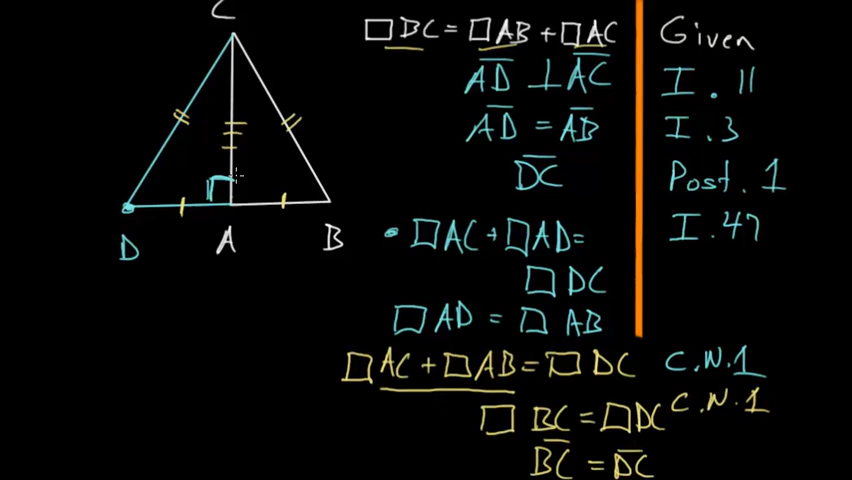 C
D
A
B
□BC = □AB + □AC Given
AD ⊥ AC I. 11
AD = AB I. 3
DC Post. 1
• □AC + □AD = I. 47
□DC
□AD = □AB
□AC + □AB = □DC C.N.1
□BC = □DC C.N.1
BC = DC